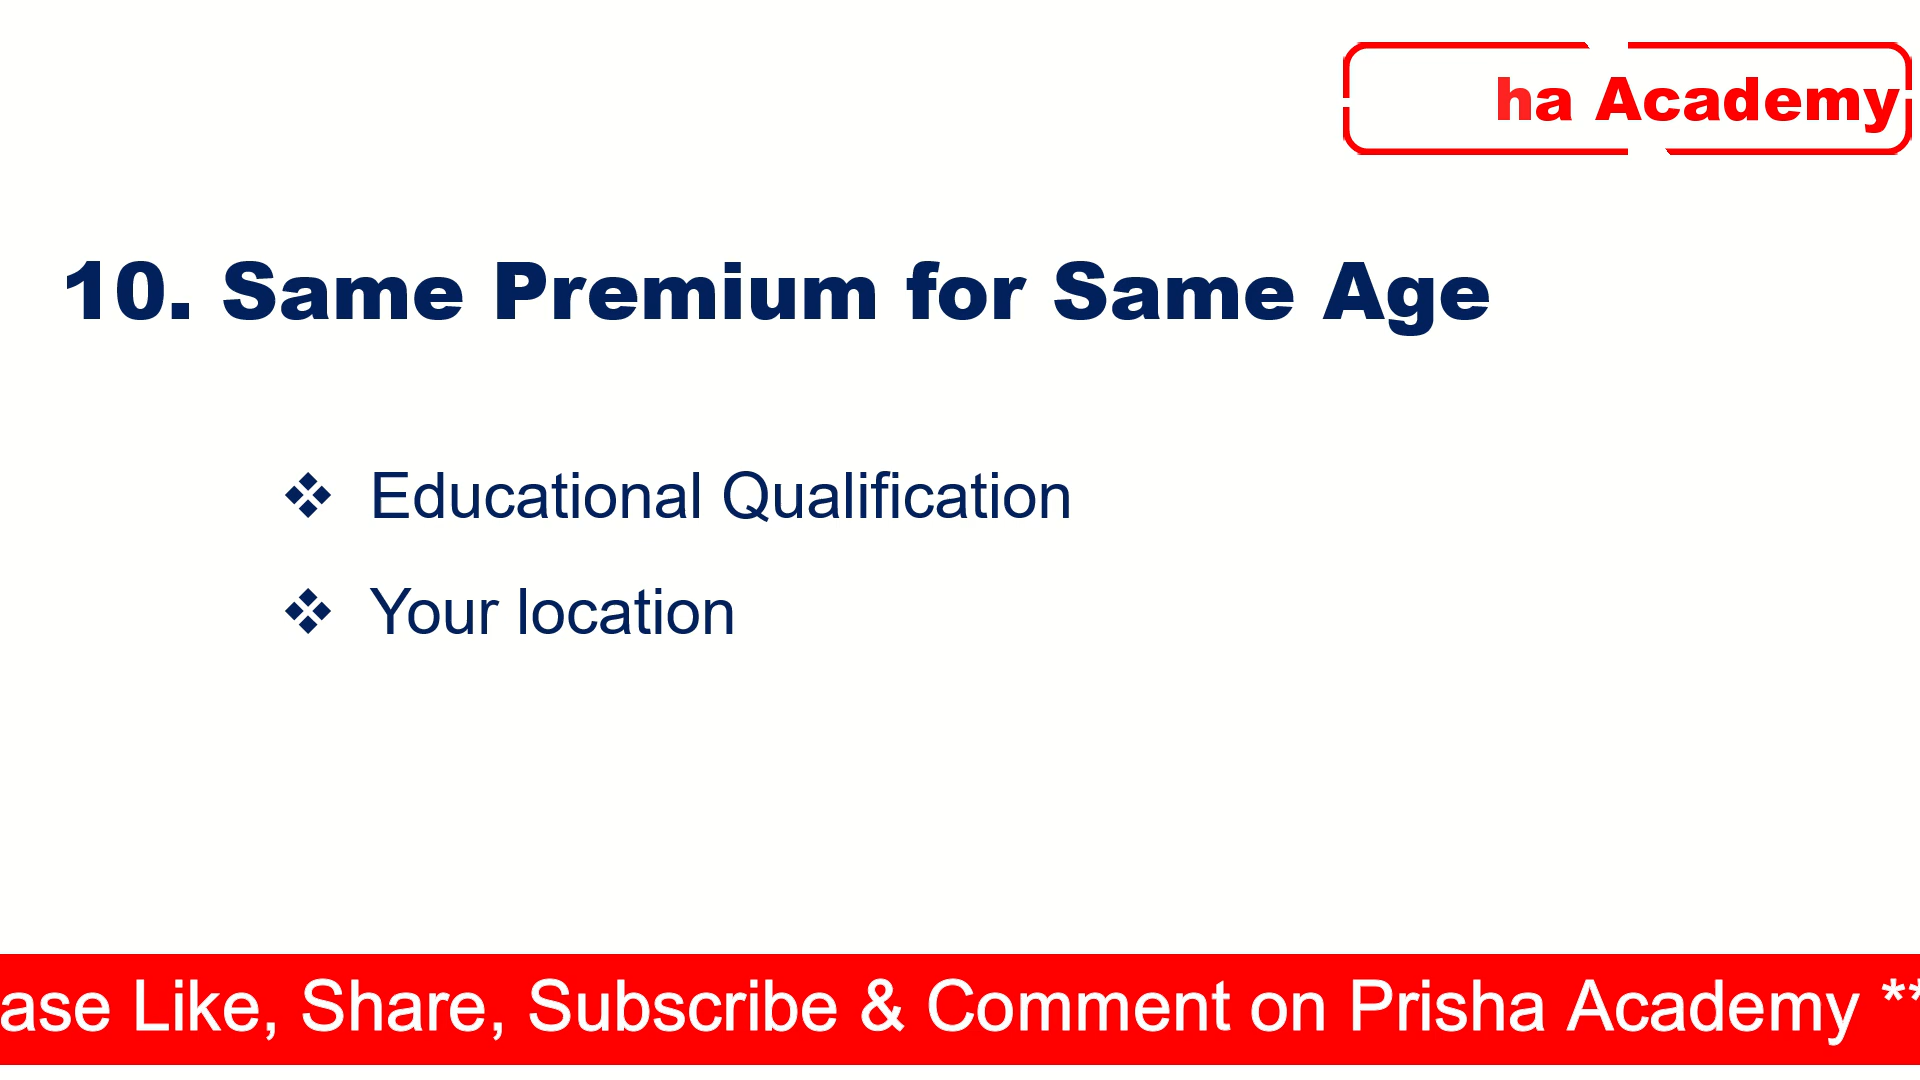 ha Academy
10. Same Premium for Same Age
❖ Educational Qualification
❖ Your location
ase Like, Share, Subscribe & Comment on Prisha Academy **